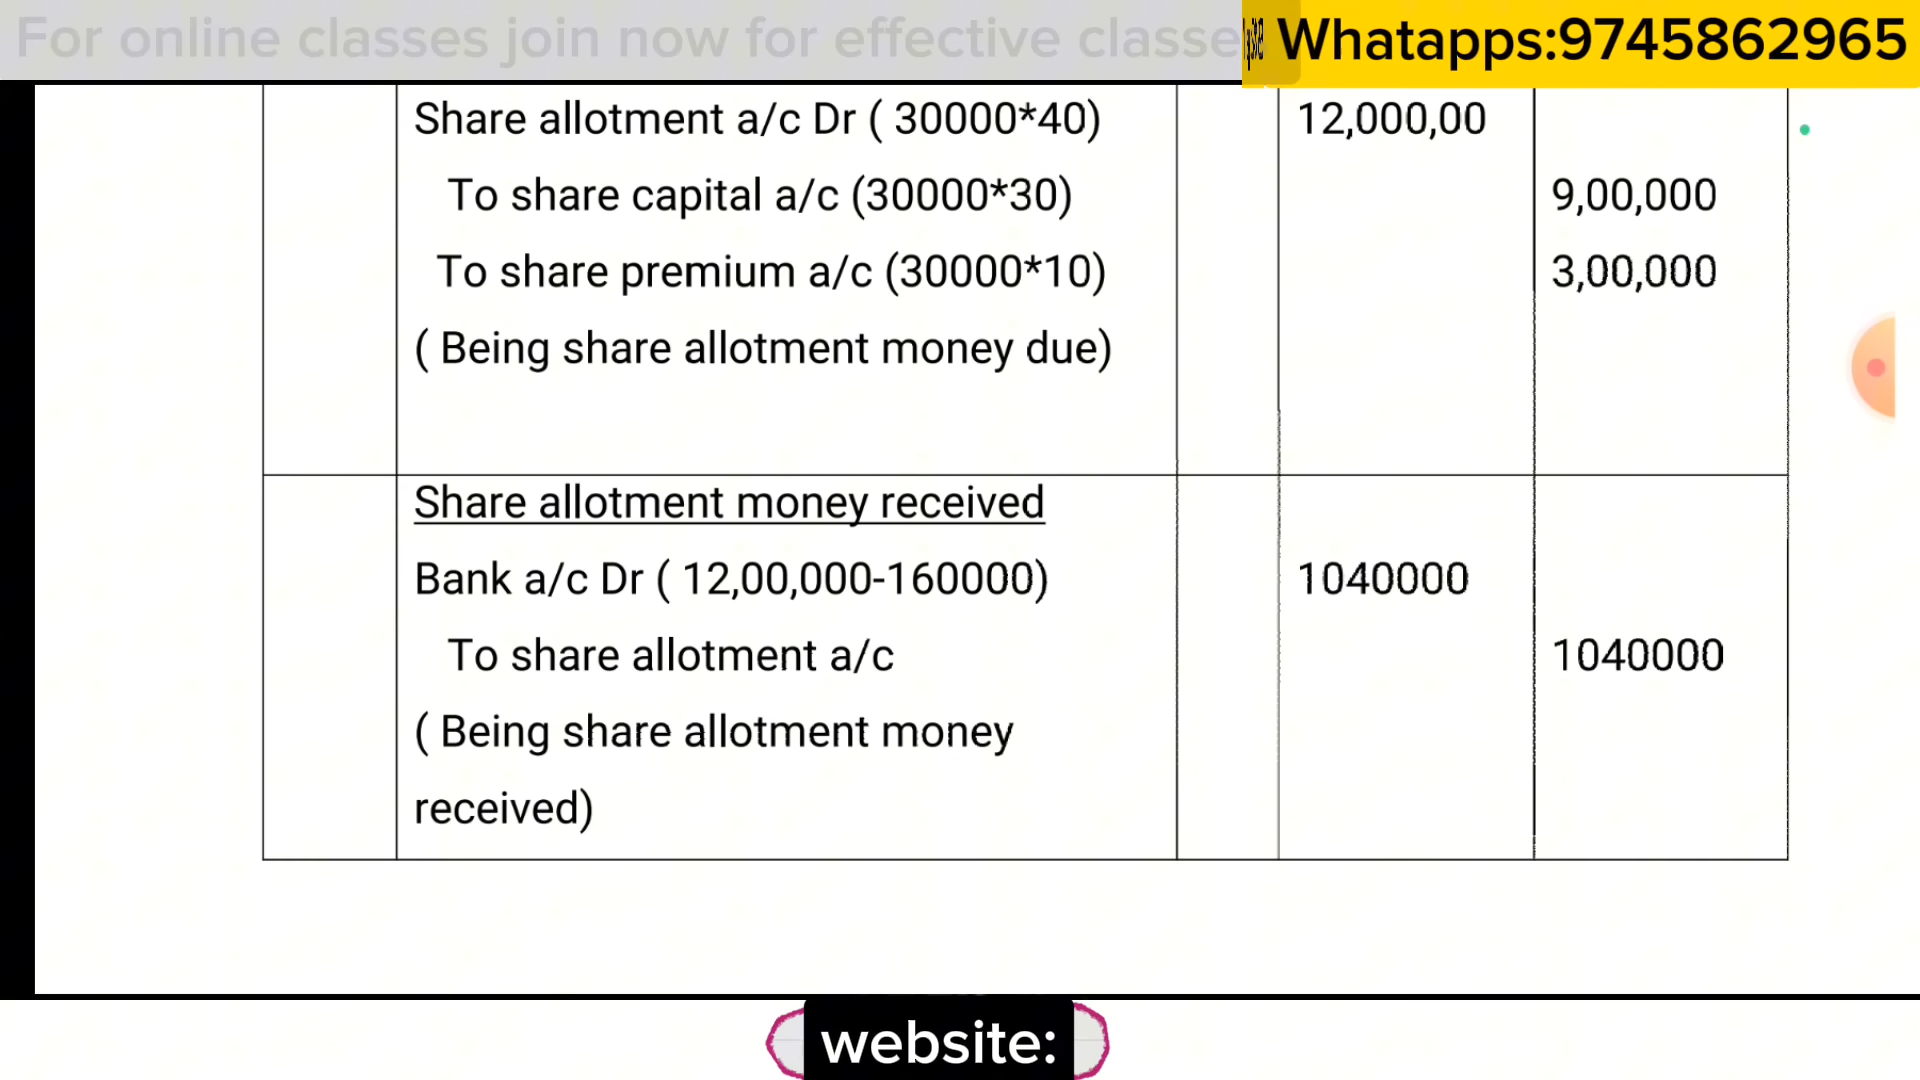 For online classes join now for effective classe
Whatapps:9745862965
Share allotment a/c Dr ( 30000*40) 12,000,00
To share capital a/c (30000*30) 9,00,000
To share premium a/c (30000*10) 3,00,000
( Being share allotment money due)
Share allotment money received
Bank a/c Dr ( 12,00,000-160000) 1040000
To share allotment a/c 1040000
( Being share allotment money
received)
website: